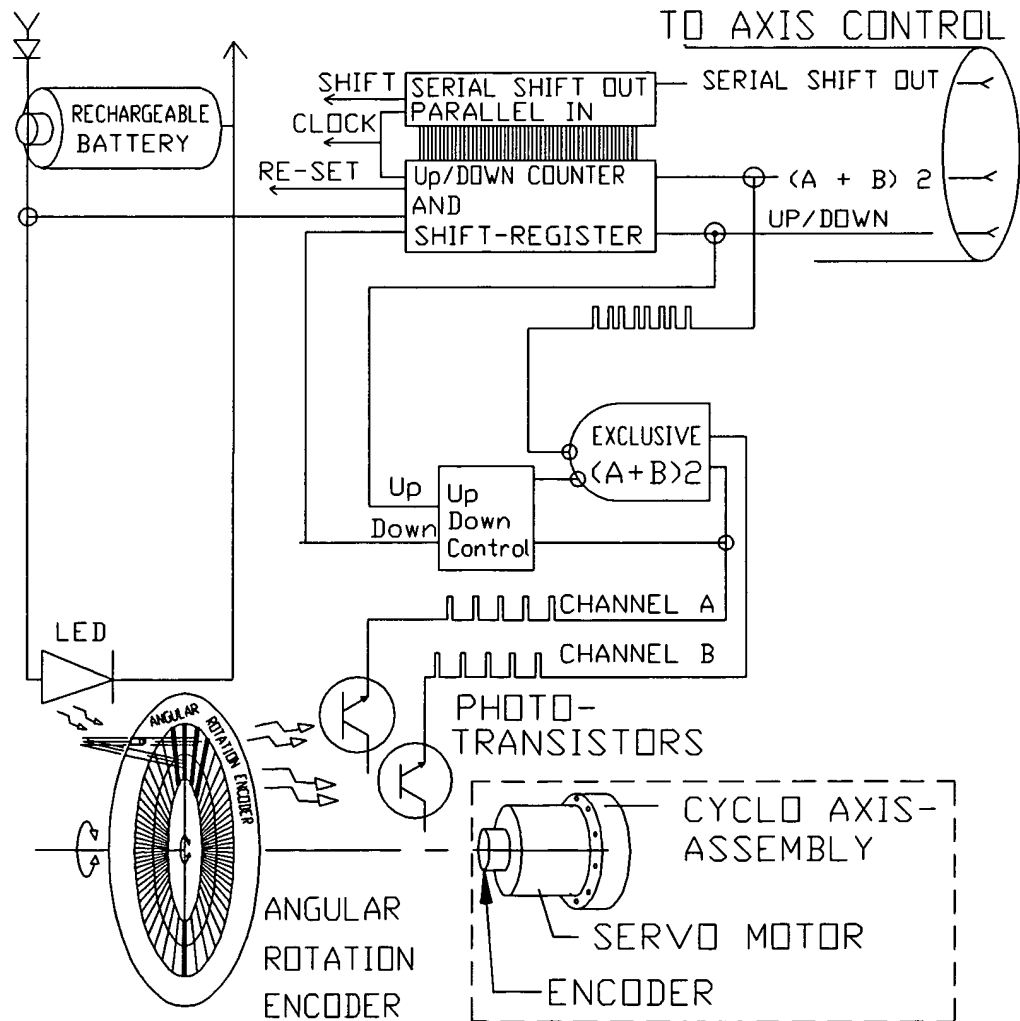 TO AXIS CONTROL
SHIFT
SERIAL SHIFT OUT
PARALLEL IN
SERIAL SHIFT OUT
RECHARGEABLE
BATTERY
CLOCK
RE-SET
Up/DOWN COUNTER
AND
SHIFT-REGISTER
(A + B) 2
UP/DOWN
EXCLUSIVE
(A+B)2
Up
Down
Up
Down
Control
CHANNEL A
CHANNEL B
LED
PHOTO-
TRANSISTORS
ANGULAR ROTATION ENCODER
CYCLO AXIS-
ASSEMBLY
SERVO MOTOR
ENCODER
ANGULAR
ROTATION
ENCODER